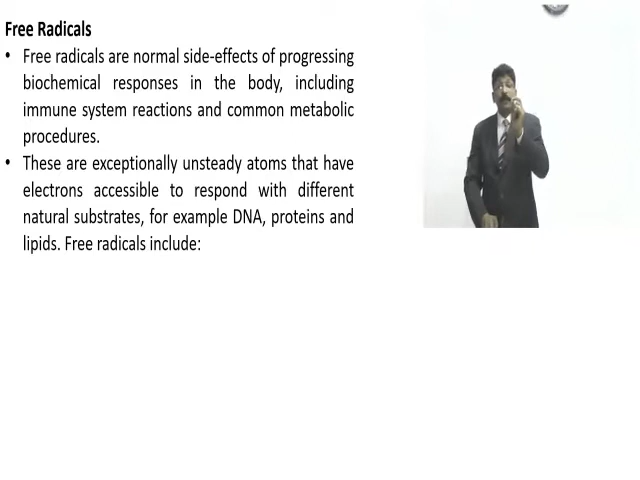 Free Radicals
• Free radicals are normal side-effects of progressing
biochemical responses in the body, including
immune system reactions and common metabolic
procedures.
• These are exceptionally unsteady atoms that have
electrons accessible to respond with different
natural substrates, for example DNA, proteins and
lipids. Free radicals include: